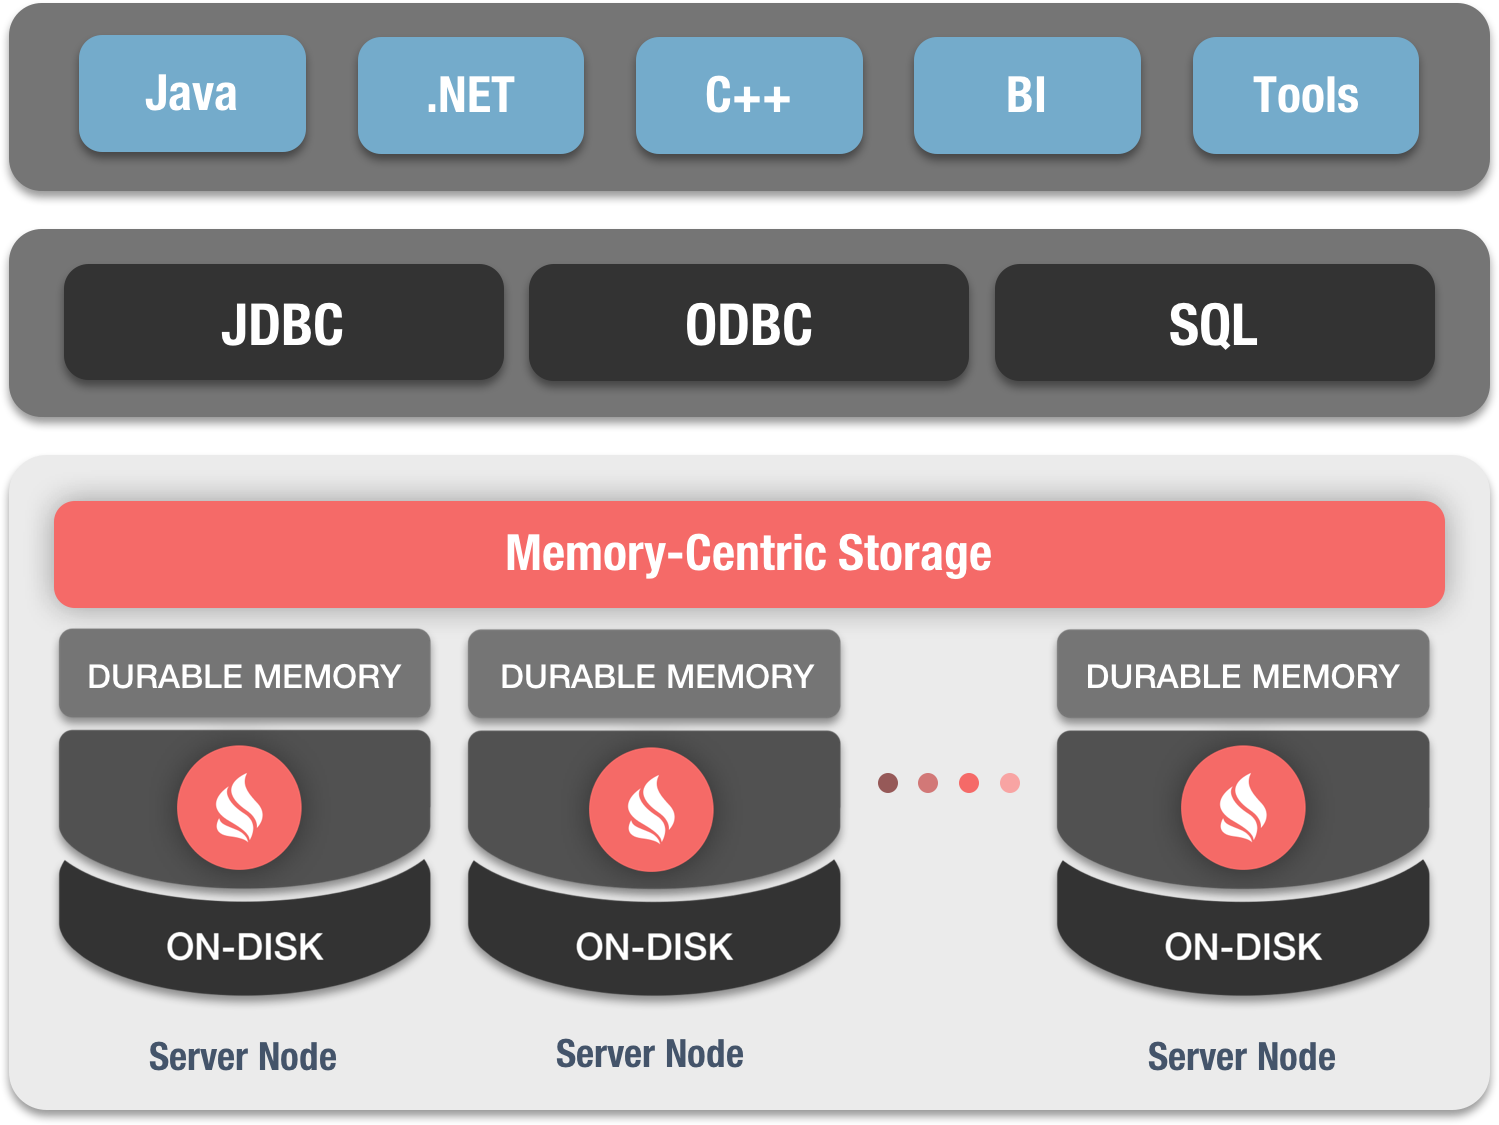 Java
.NET
C++
BI
Tools
JDBC
ODBC
SQL
Memory-Centric Storage
DURABLE MEMORY
DURABLE MEMORY
DURABLE MEMORY
ON-DISK
ON-DISK
ON-DISK
Server Node
Server Node
Server Node